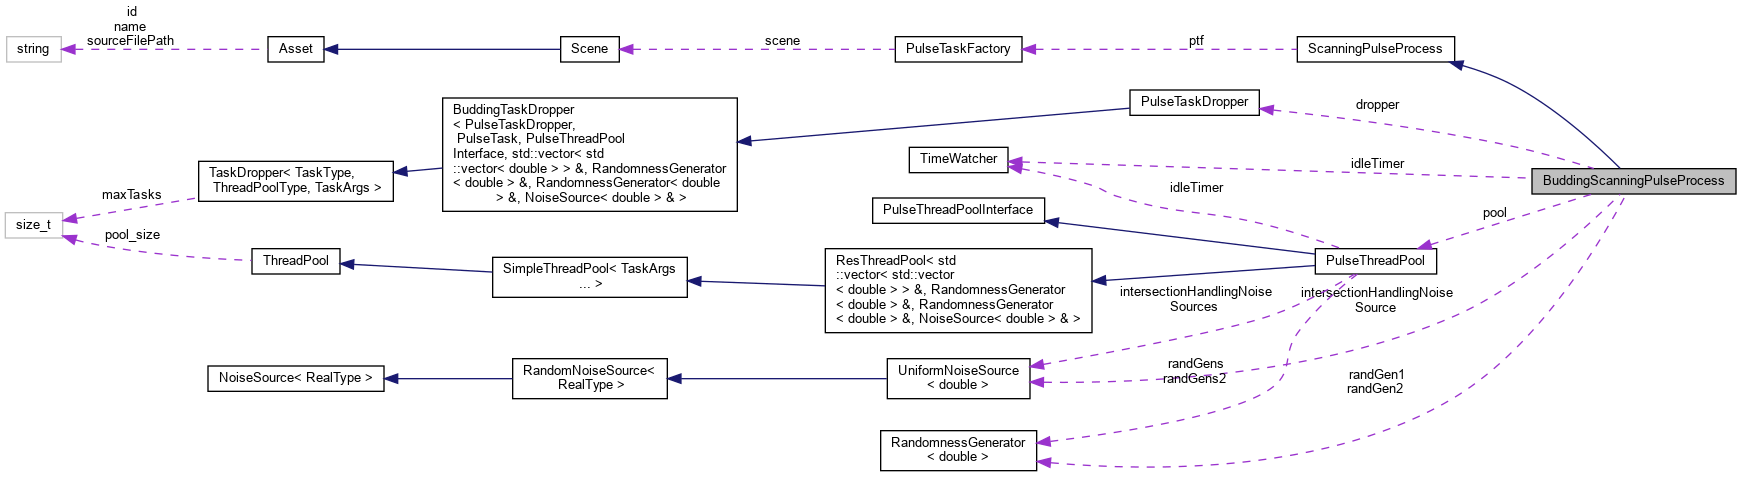 id
name
sourceFilePath
string
Asset
Scene
scene
PulseTaskFactory
ptf
ScanningPulseProcess
BuddingTaskDropper
< PulseTaskDropper,
PulseTask, PulseThreadPool
Interface, std::vector< std
::vector< double > > &, RandomnessGenerator
< double > &, RandomnessGenerator< double
> &, NoiseSource< double > & >
PulseTaskDropper
dropper
TaskDropper< TaskType,
ThreadPoolType, TaskArgs >
maxTasks
size_t
pool_size
ThreadPool
TimeWatcher
idleTimer
idleTimer
BuddingScanningPulseProcess
PulseThreadPoolInterface
pool
PulseThreadPool
SimpleThreadPool< TaskArgs
... >
ResThreadPool< std
::vector< std::vector
< double > > &, RandomnessGenerator
< double > &, RandomnessGenerator
< double > &, NoiseSource< double > & >
intersectionHandlingNoise
Sources
intersectionHandlingNoise
Source
NoiseSource< RealType >
RandomNoiseSource<
RealType >
UniformNoiseSource
< double >
randGens
randGens2
randGen1
randGen2
RandomnessGenerator
< double >